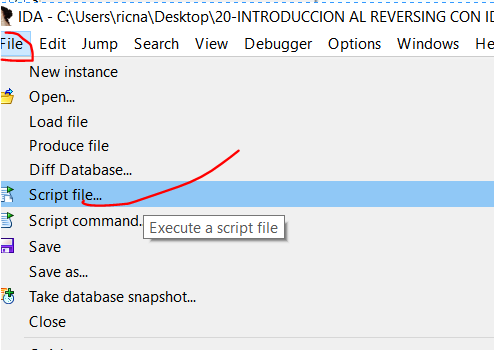 IDA - C:\Users\ricna\Desktop\20-INTRODUCCION AL REVERSING CON
File Edit Jump Search View Debugger Options Windows
New instance
Open...
Load file
Produce file
Diff Database...
Script file...
Script command.
Execute a script file
Save
Save as...
Take database snapshot...
Close